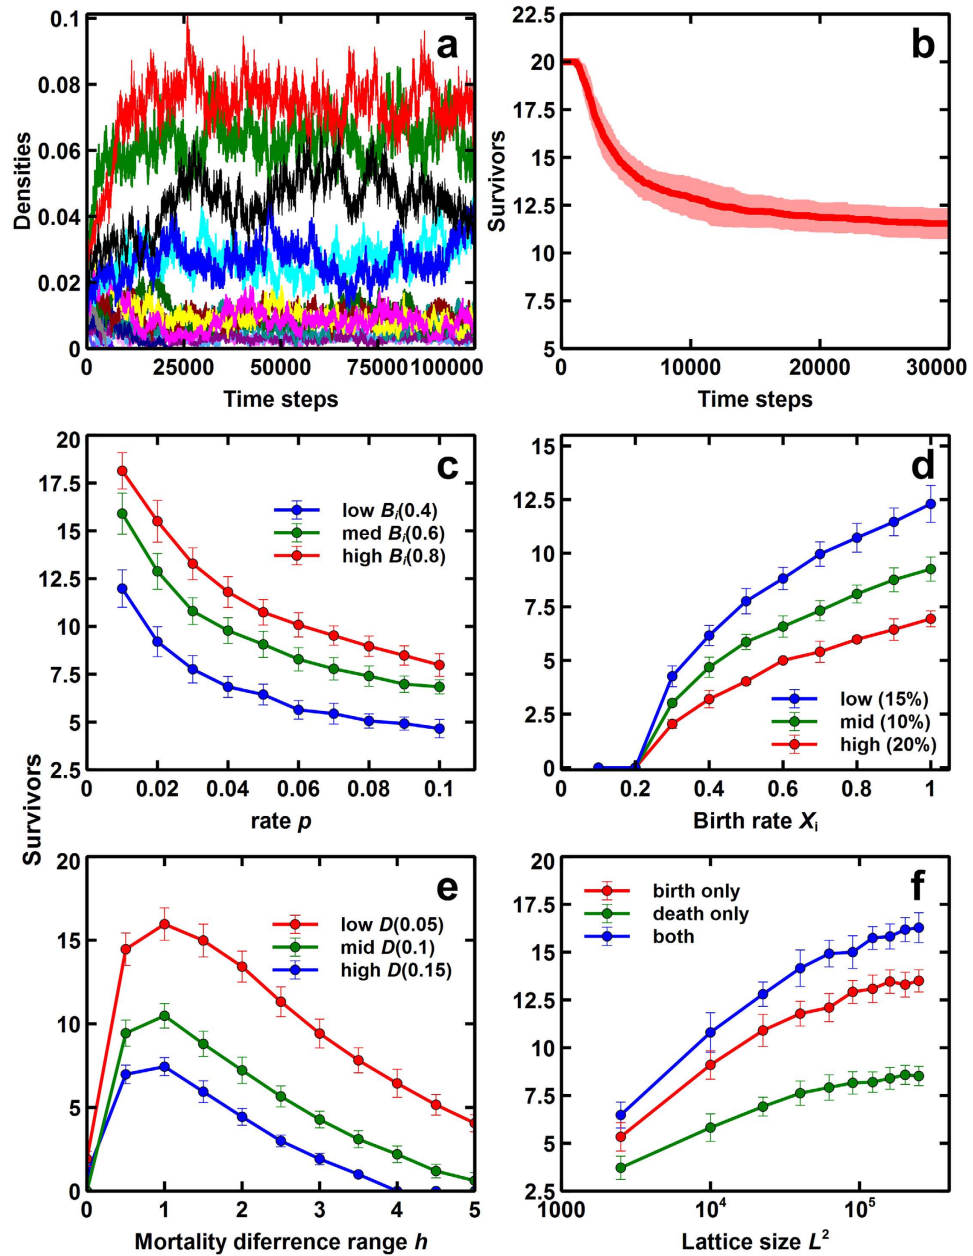 a
0.1
0.08
0.06
0.04
0.02
0
Densities
0 25000 50000 75000 100000
Time steps
b
22.5
20
17.5
15
12.5
10
7.5
5
Survivors
0 10000 20000 30000
Time steps
c
20
17.5
15
12.5
10
7.5
5
2.5
low Bi(0.4)
med Bi(0.6)
high Bi(0.8)
0 0.02 0.04 0.06 0.08 0.1
rate p
d
15
12.5
10
7.5
5
2.5
0
low (15%)
mid (10%)
high (20%)
0 0.2 0.4 0.6 0.8 1
Birth rate Xi
Survivors
e
20
15
10
5
0
low D(0.05)
mid D(0.1)
high D(0.15)
0 1 2 3 4 5
Mortality diferrence range h
f
20
17.5
15
12.5
10
7.5
5
2.5
birth only
death only
both
1000 10⁴ 10⁵
Lattice size L²